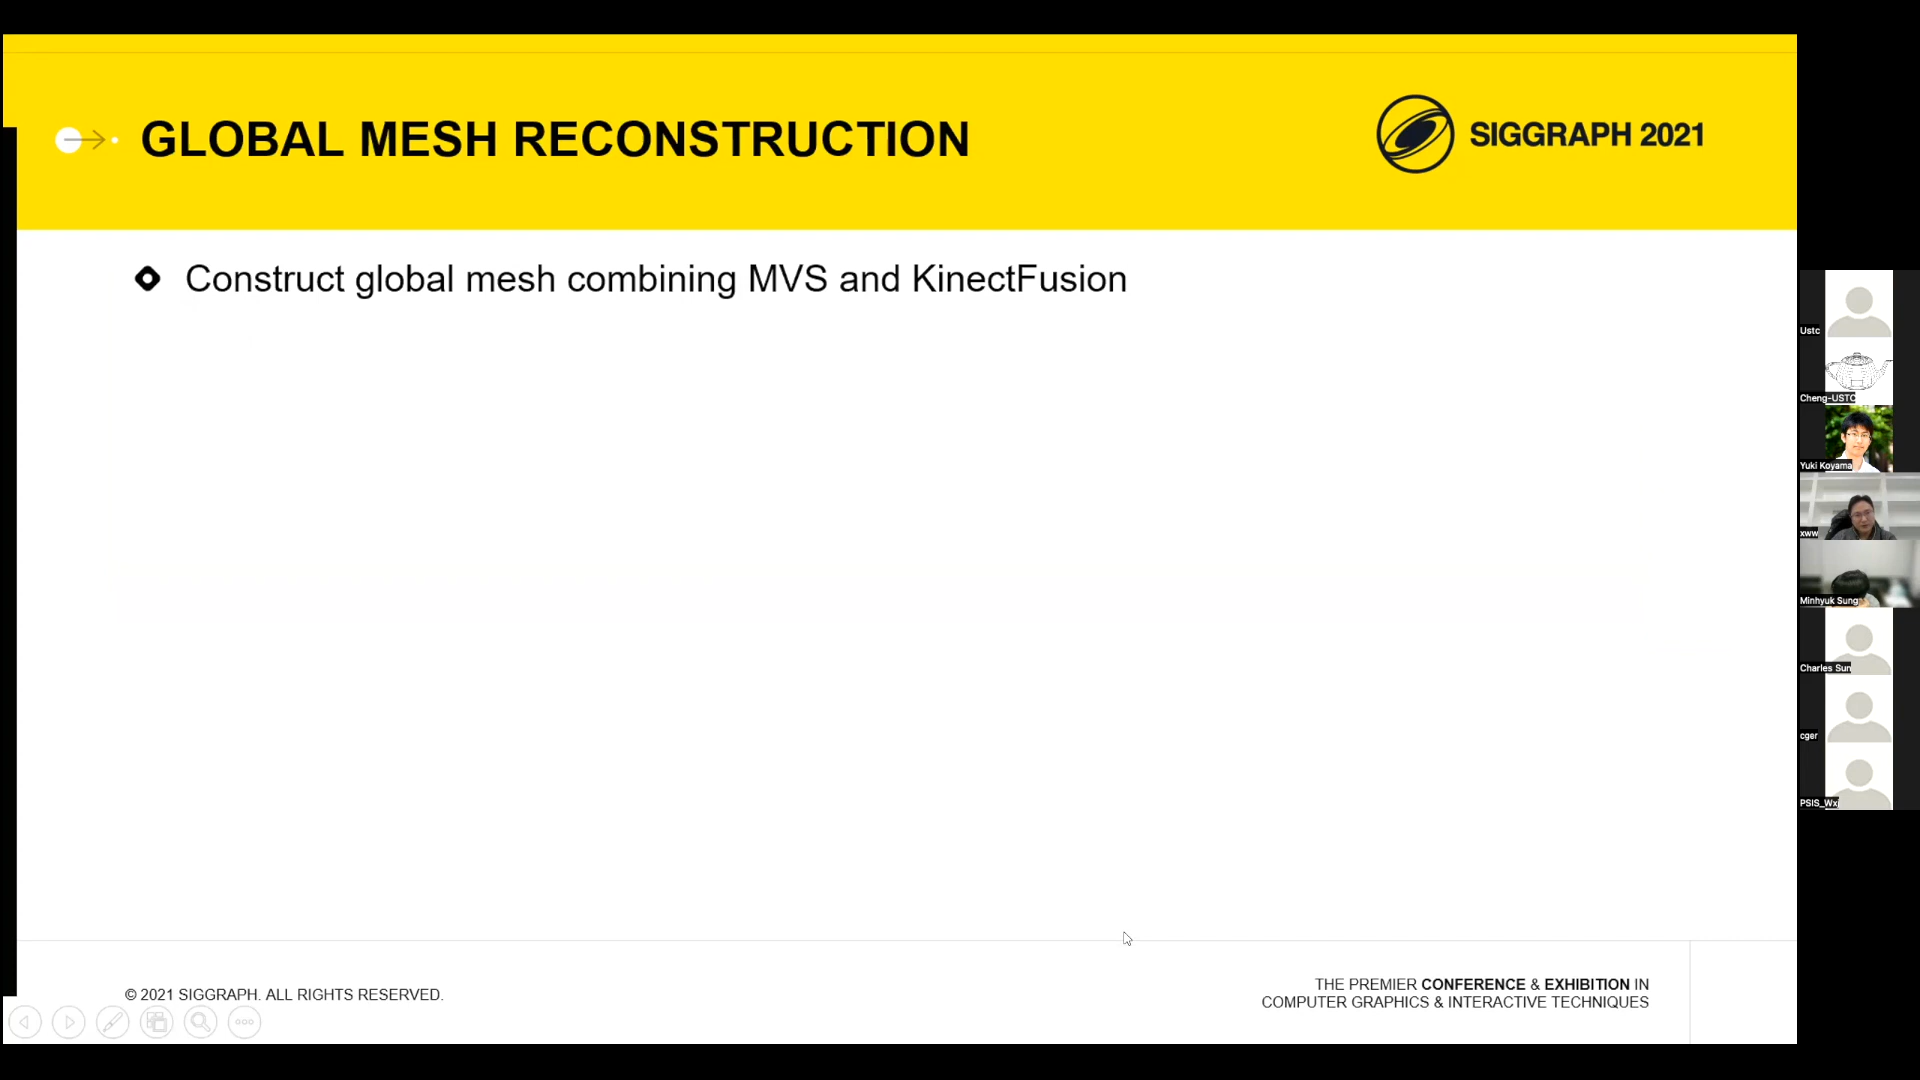 GLOBAL MESH RECONSTRUCTION
SIGGRAPH 2021
Construct global mesh combining MVS and KinectFusion
Ustc
Cheng-USTC
Yuki Koyama
xww
Minhyuk Sung
Charles Sun
cger
PSIS_Wxj
© 2021 SIGGRAPH. ALL RIGHTS RESERVED.
THE PREMIER CONFERENCE & EXHIBITION IN
COMPUTER GRAPHICS & INTERACTIVE TECHNIQUES